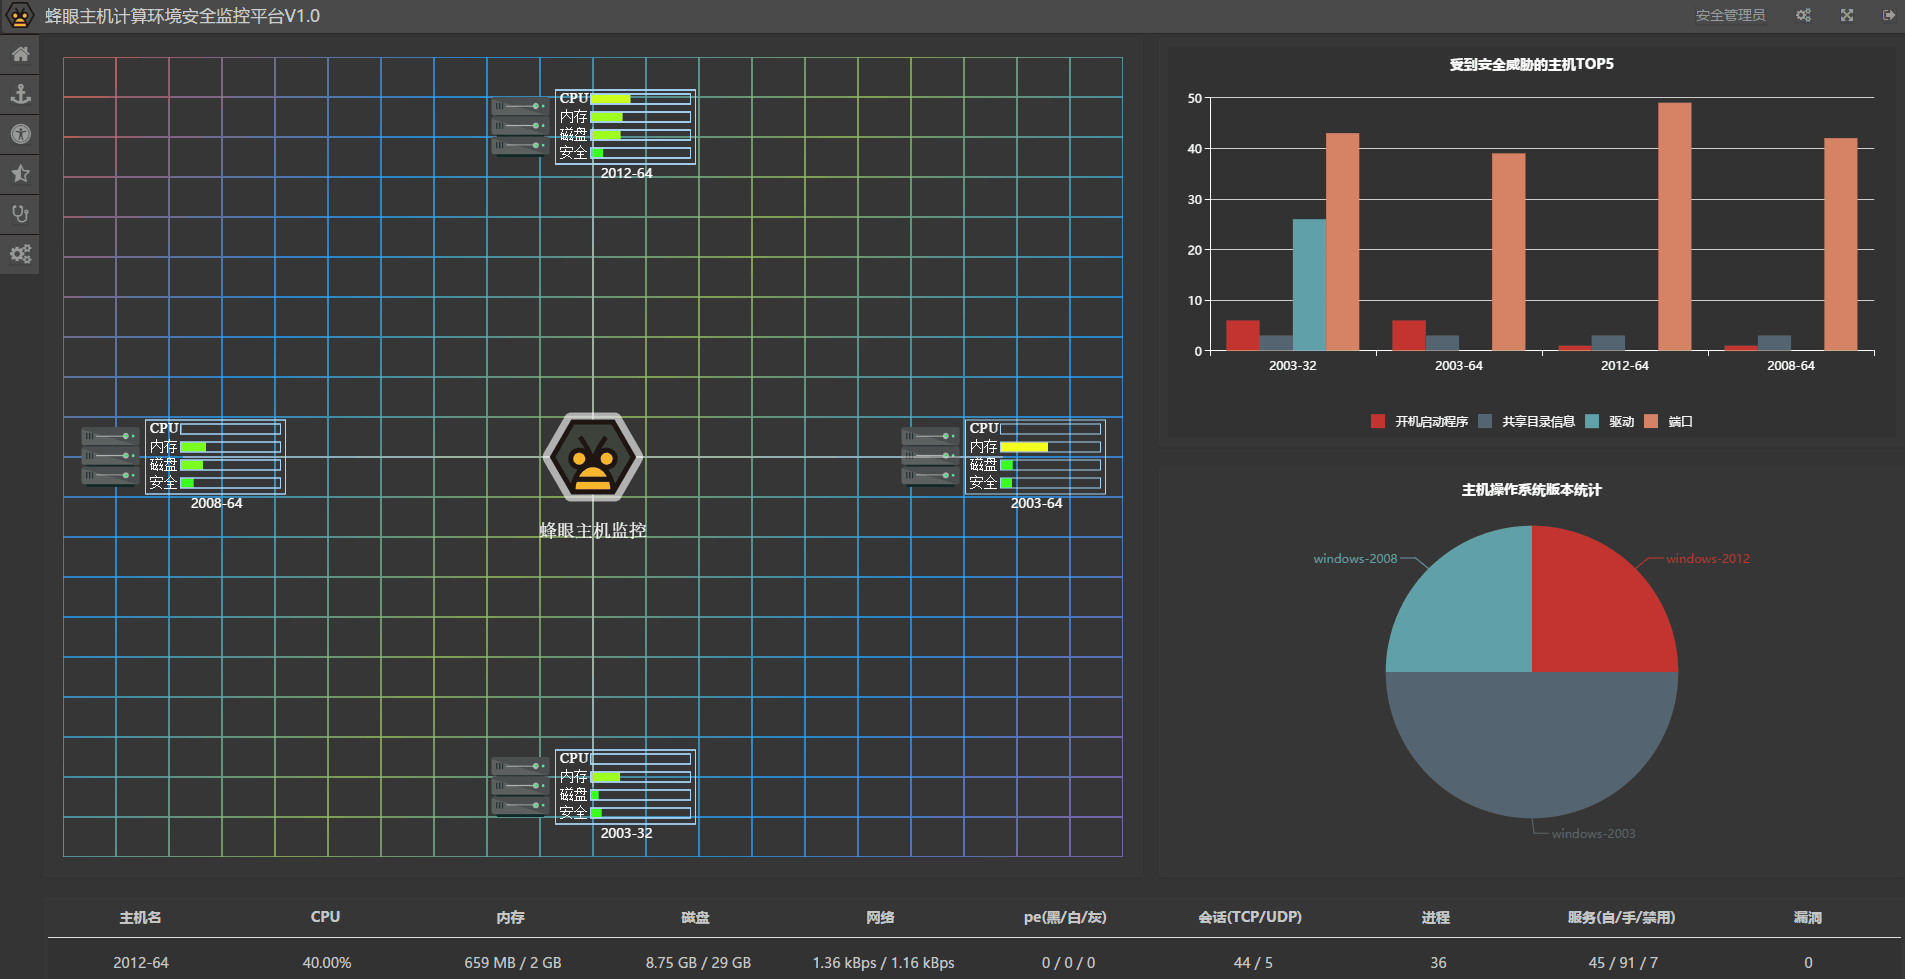 蜂眼主机计算环境安全监控平台V1.0
安全管理员
CPU
内存
磁盘
安全
2012-64
CPU
内存
磁盘
安全
2008-64
蜂眼主机监控
CPU
内存
磁盘
安全
2003-64
CPU
内存
磁盘
安全
2003-32
受到安全威胁的主机TOP5
50
40
30
20
10
0
2003-32 2003-64 2012-64 2008-64
开机启动程序 共享目录信息 驱动 端口
主机操作系统版本统计
windows-2008 windows-2012
windows-2003
主机名 CPU 内存 磁盘 网络 pe(黑/白/灰) 会话(TCP/UDP) 进程 服务(自/手/禁用) 漏洞
2012-64 40.00% 659 MB / 2 GB 8.75 GB / 29 GB 1.36 kBps / 1.16 kBps 0 / 0 / 0 44 / 5 36 45 / 91 / 7 0